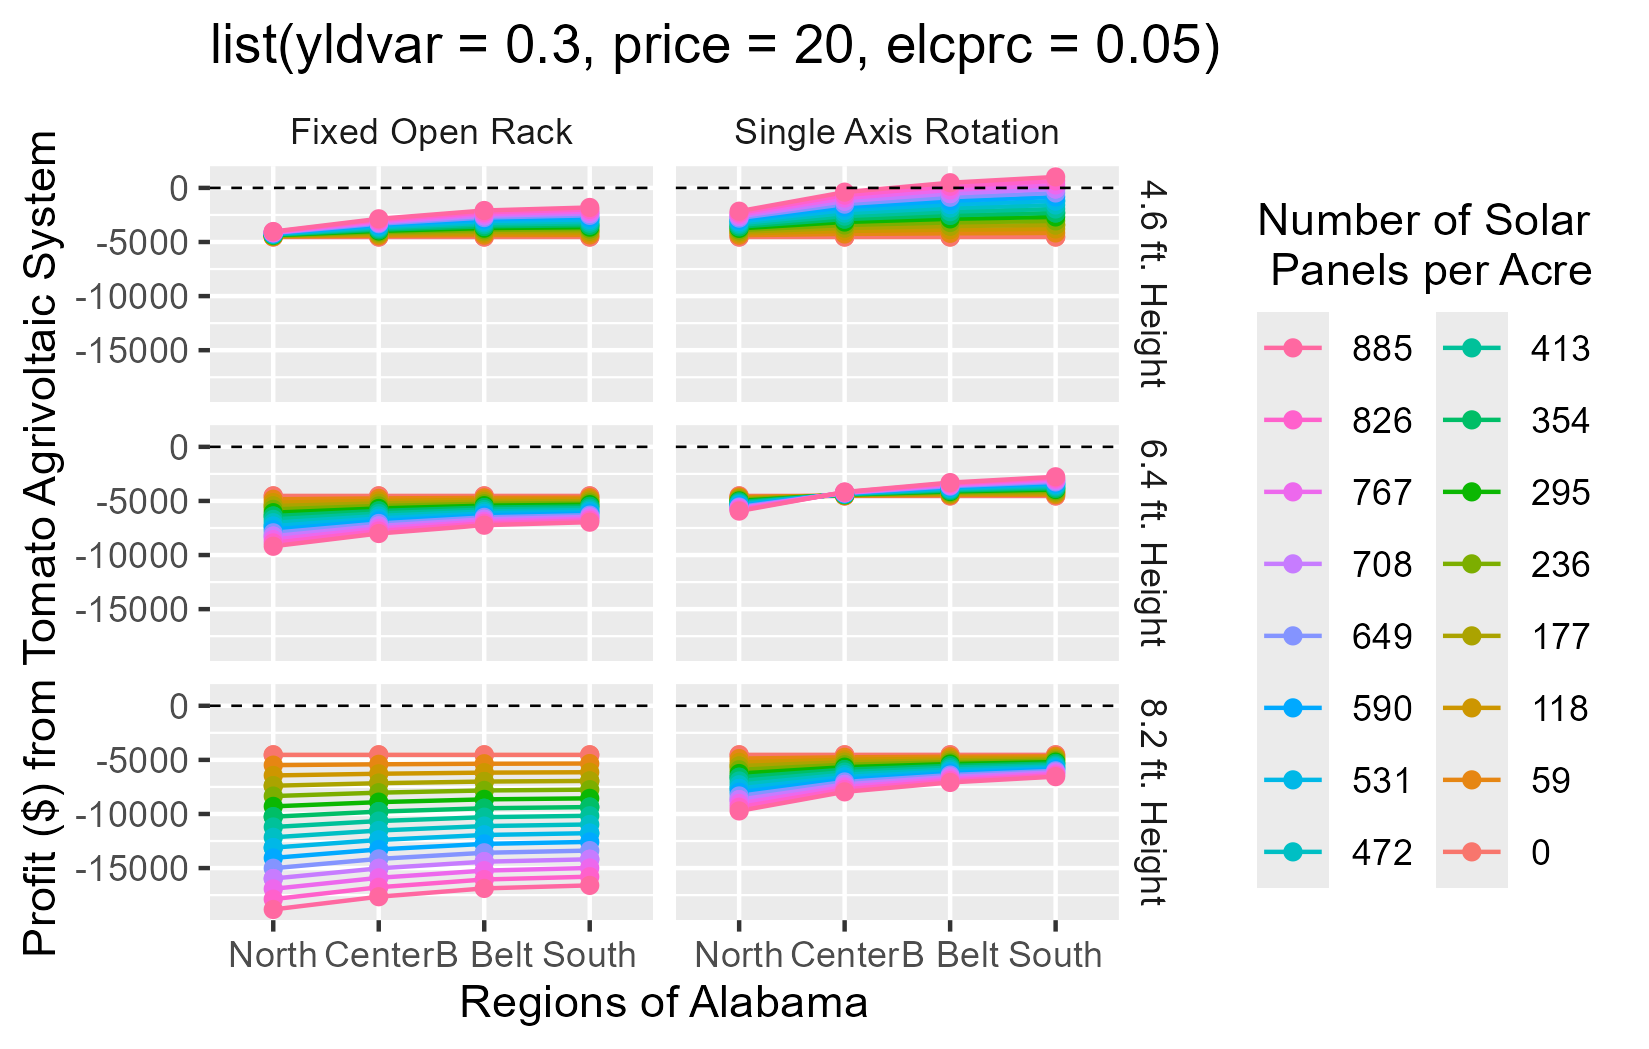 list(yldvar = 0.3, price = 20, elcprc = 0.05)
Fixed Open Rack
Single Axis Rotation
Profit ($) from Tomato Agrivoltaic System
0
-5000
-10000
-15000
4.6 ft. Height
0
-5000
-10000
-15000
6.4 ft. Height
0
-5000
-10000
-15000
8.2 ft. Height
North Center B Belt South
North Center B Belt South
Regions of Alabama
Number of Solar
Panels per Acre
885
826
767
708
649
590
531
472
413
354
295
236
177
118
59
0